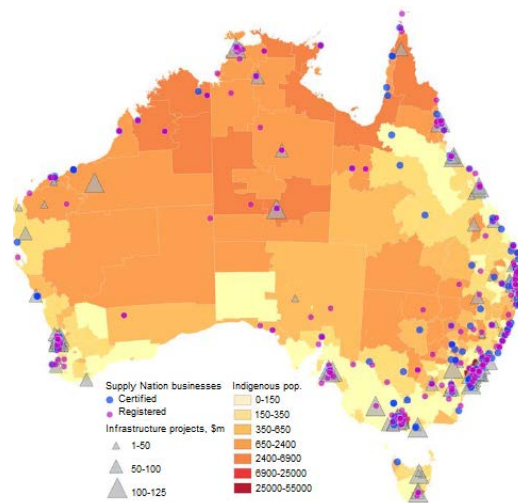 Supply Nation businesses
Certified
Registered
Infrastructure projects, $m
1-50
50-100
100-125
Indigenous pop.
0-150
150-350
350-650
650-2400
2400-6900
6900-25000
25000-55000